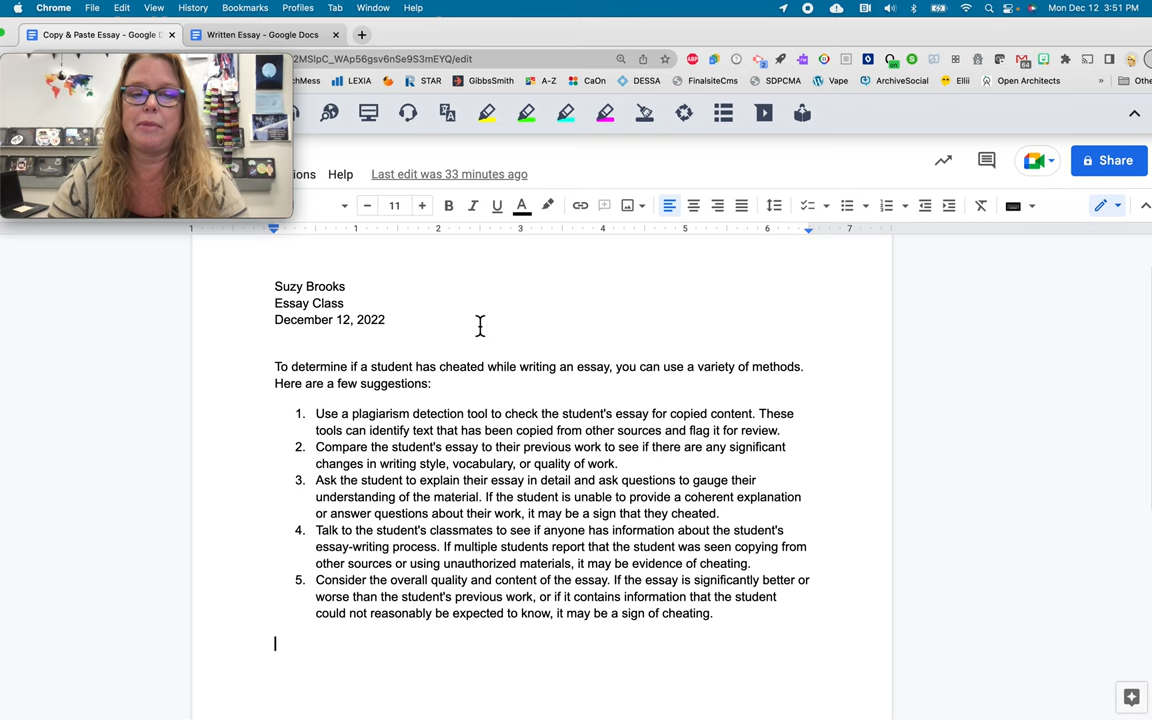 Chrome File Edit View History Bookmarks Profiles Tab Window Help Mon Dec 12 3:51 PM
Copy & Paste Essay - Google D Written Essay - Google Docs
2MSlpC_WAp56gsv6nSe9S3mEYQ/edit
chMess LEXIA STAR GibbsSmith A-Z CaOn DESSA FinalsiteCms SDPCMA Vape ArchiveSocial Ellii Open Architects » Othe
Share
ions Help Last edit was 33 minutes ago
11 B I U A
1 1 2 3 4 5 6 7
Suzy Brooks
Essay Class
December 12, 2022
To determine if a student has cheated while writing an essay, you can use a variety of methods.
Here are a few suggestions:
1. Use a plagiarism detection tool to check the student's essay for copied content. These
tools can identify text that has been copied from other sources and flag it for review.
2. Compare the student's essay to their previous work to see if there are any significant
changes in writing style, vocabulary, or quality of work.
3. Ask the student to explain their essay in detail and ask questions to gauge their
understanding of the material. If the student is unable to provide a coherent explanation
or answer questions about their work, it may be a sign that they cheated.
4. Talk to the student's classmates to see if anyone has information about the student's
essay-writing process. If multiple students report that the student was seen copying from
other sources or using unauthorized materials, it may be evidence of cheating.
5. Consider the overall quality and content of the essay. If the essay is significantly better or
worse than the student's previous work, or if it contains information that the student
could not reasonably be expected to know, it may be a sign of cheating.